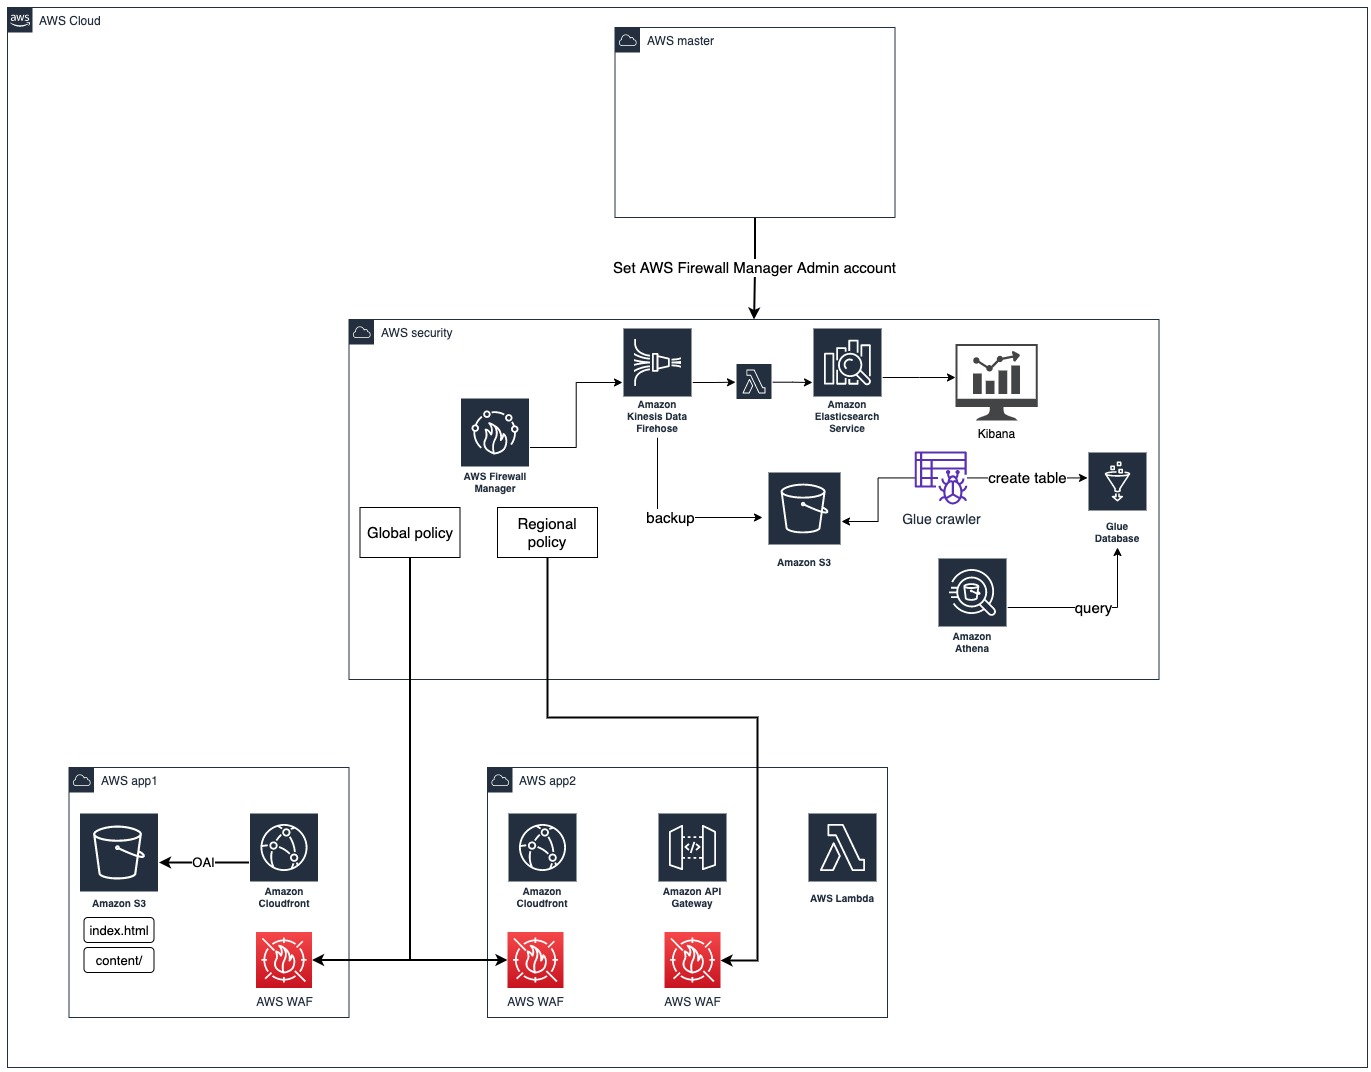 aws
AWS Cloud
AWS master
Set AWS Firewall Manager Admin account
AWS security
Amazon
Kinesis Data
Firehose
Amazon
Elasticsearch
Service
Kibana
AWS Firewall
Manager
Global policy
Regional
policy
backup
Amazon S3
Glue crawler
create table
Glue
Database
Amazon
Athena
query
AWS app1
Amazon S3
OAI
Amazon
Cloudfront
index.html
content/
AWS WAF
AWS app2
Amazon
Cloudfront
Amazon API
Gateway
AWS Lambda
AWS WAF
AWS WAF